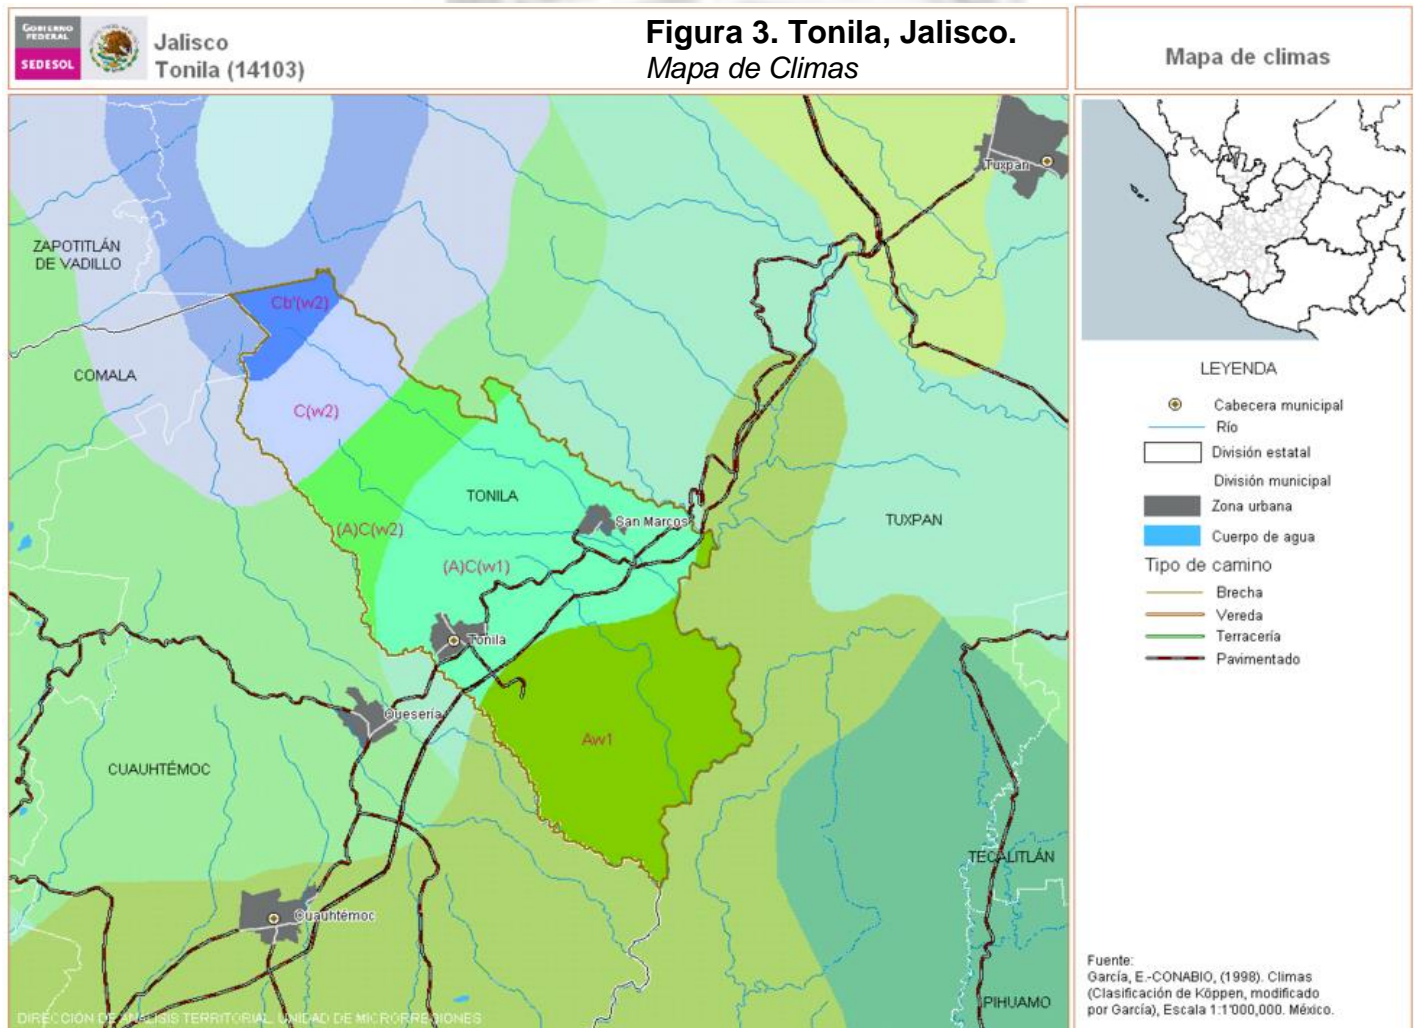 GOBIERNO
FEDERAL
SEDESOL
Jalisco
Tonila (14103)
Figura 3. Tonila, Jalisco.
Mapa de Climas
Mapa de climas
Tuxpan
ZAPOTITLÁN
DE VADILLO
Cb'(w2)
COMALA
C(w2)
TONILA
San Marcos
TUXPAN
(A)C(w2)
(A)C(w1)
Tonila
Quesería
Aw1
CUAUHTÉMOC
TECALITLÁN
Cuauhtémoc
PIHUAMO
DIRECCIÓN DE ANÁLISIS TERRITORIAL, UNIDAD DE MICRORREGIONES
LEYENDA
Cabecera municipal
Río
División estatal
División municipal
Zona urbana
Cuerpo de agua
Tipo de camino
Brecha
Vereda
Terracería
Pavimentado
Fuente:
García, E.-CONABIO, (1998). Climas
(Clasificación de Köppen, modificado
por García), Escala 1:1'000,000. México.